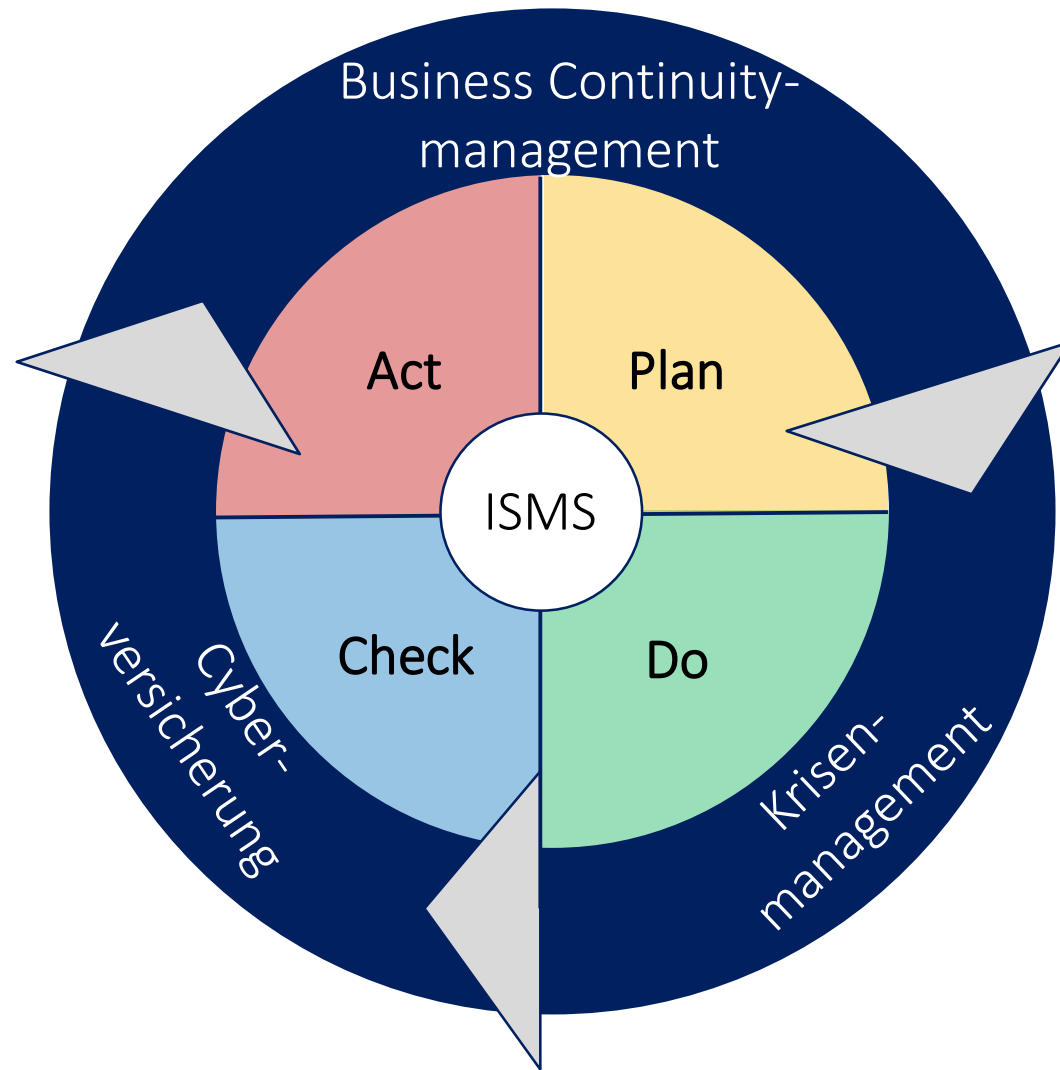 Business Continuity-
management
Act
Plan
ISMS
Check
Do
Cyber-
versicherung
Krisen-
management